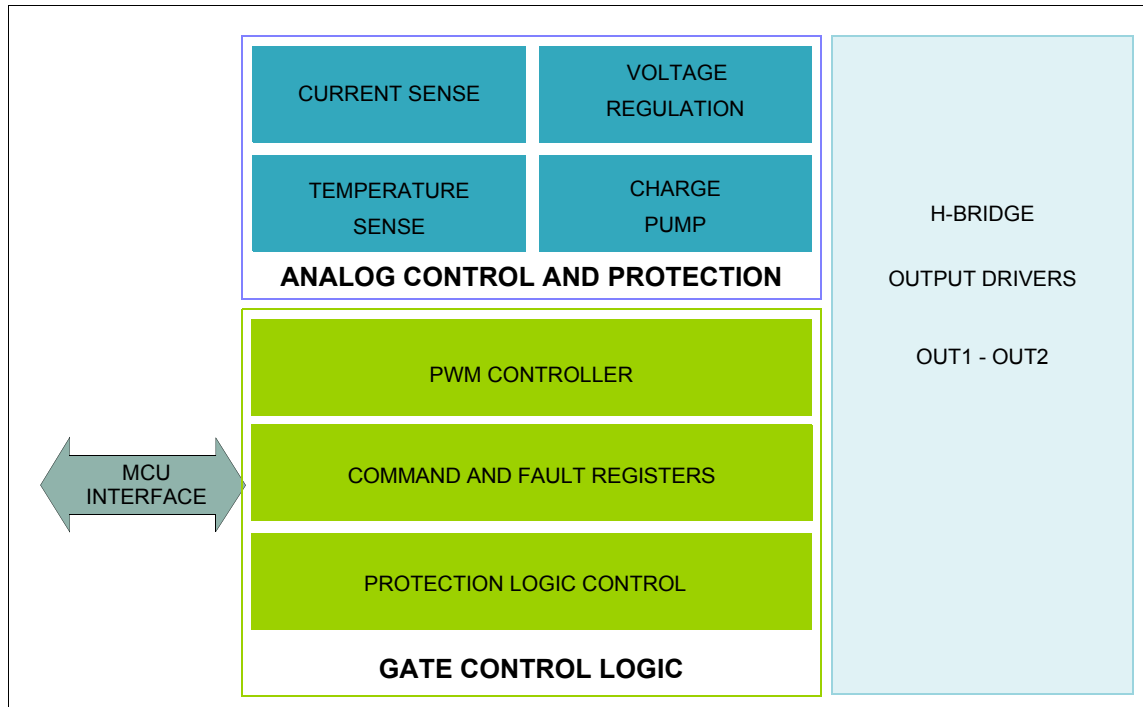 CURRENT SENSE
VOLTAGE
REGULATION
TEMPERATURE
SENSE
CHARGE
PUMP
ANALOG CONTROL AND PROTECTION
PWM CONTROLLER
COMMAND AND FAULT REGISTERS
PROTECTION LOGIC CONTROL
GATE CONTROL LOGIC
MCU
INTERFACE
H-BRIDGE
OUTPUT DRIVERS
OUT1 - OUT2